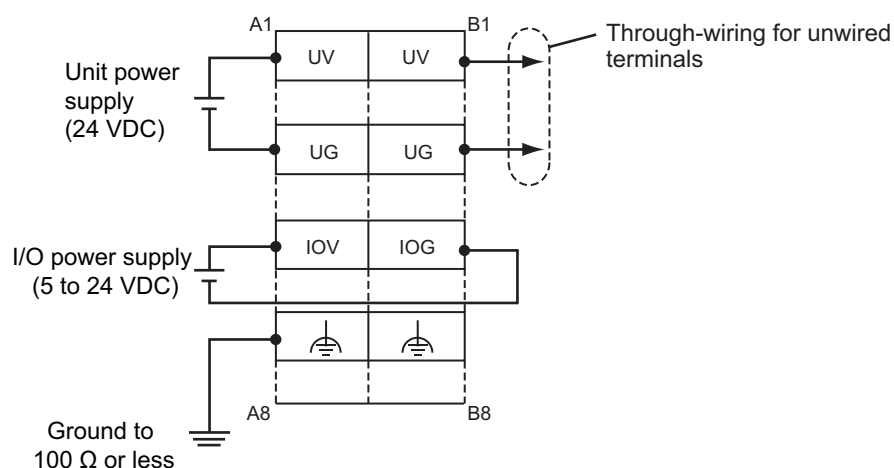 A1
B1
Through-wiring for unwired
terminals
UV
UV
Unit power
supply
(24 VDC)
UG
UG
I/O power supply
(5 to 24 VDC)
IOV
IOG
A8
B8
Ground to
100 Ω or less